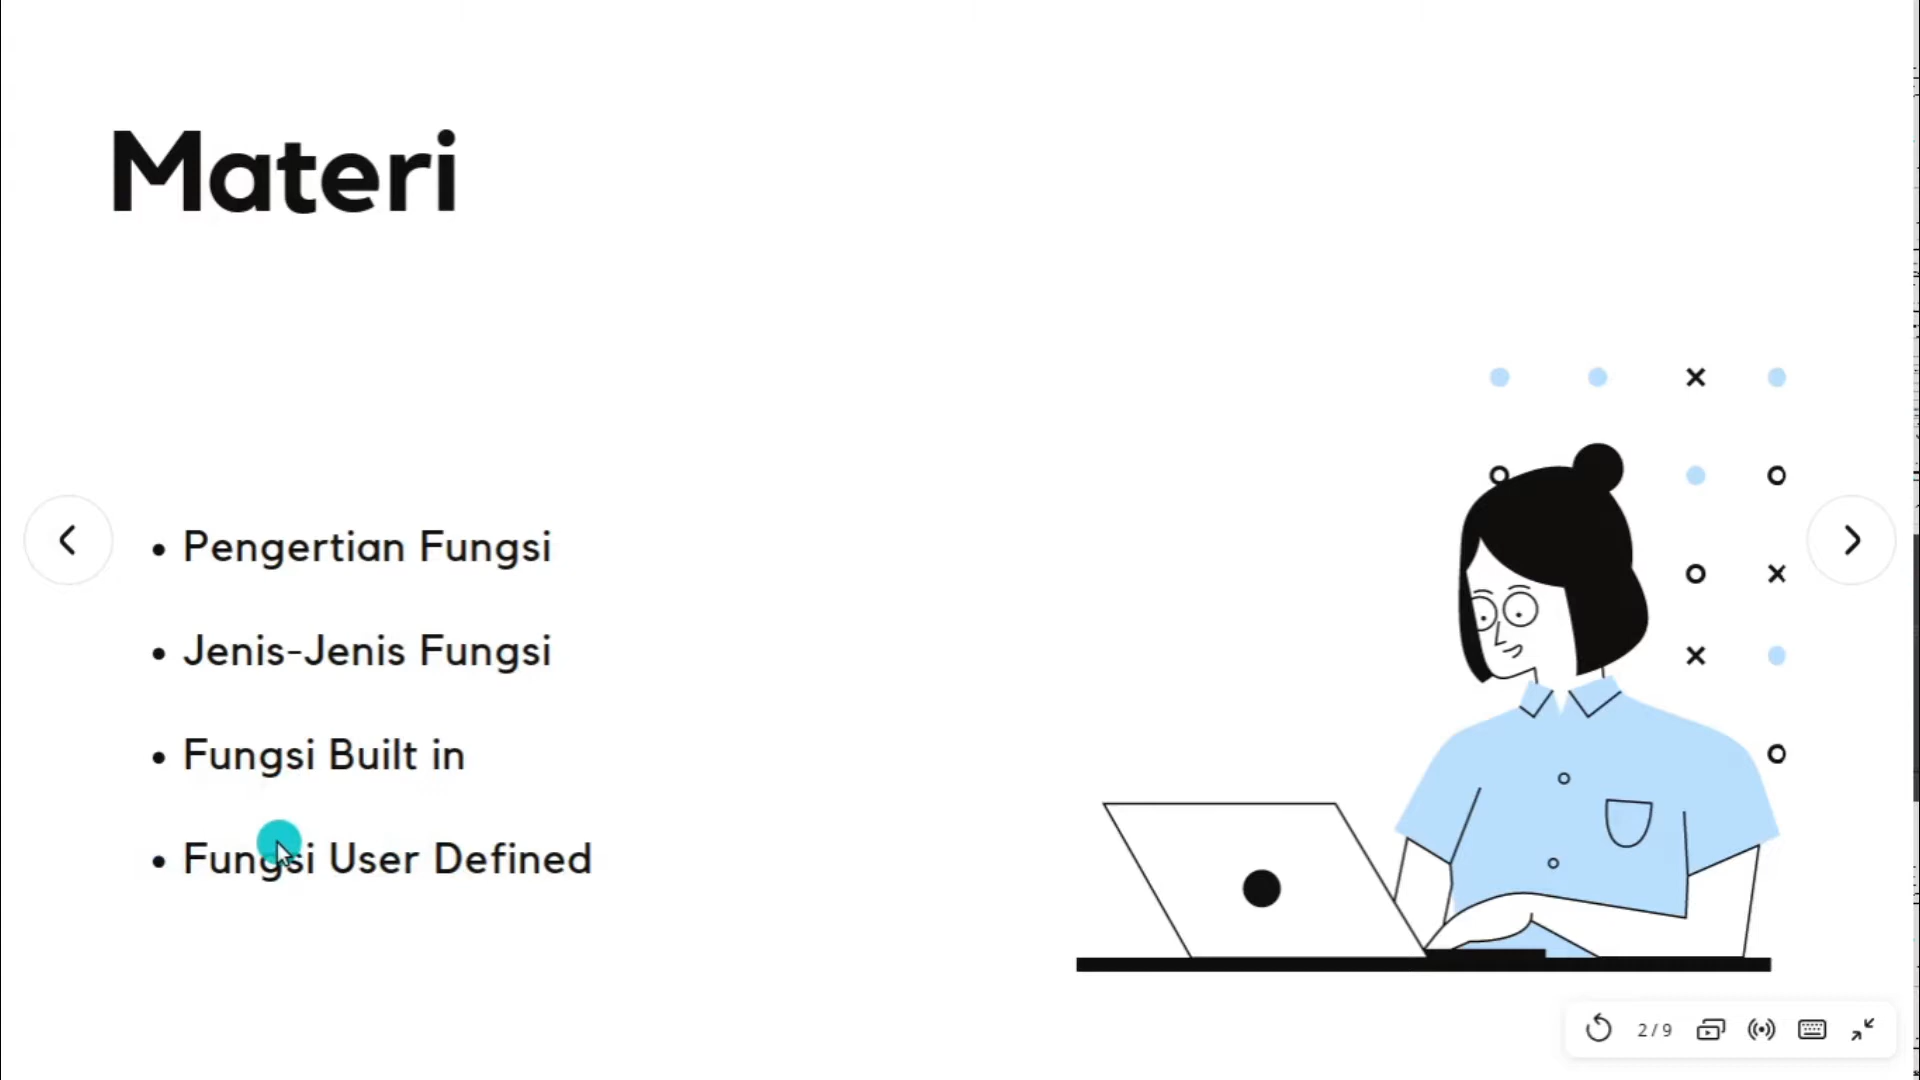 Materi
• Pengertian Fungsi
• Jenis-Jenis Fungsi
• Fungsi Built in
• Fungsi User Defined
2/9